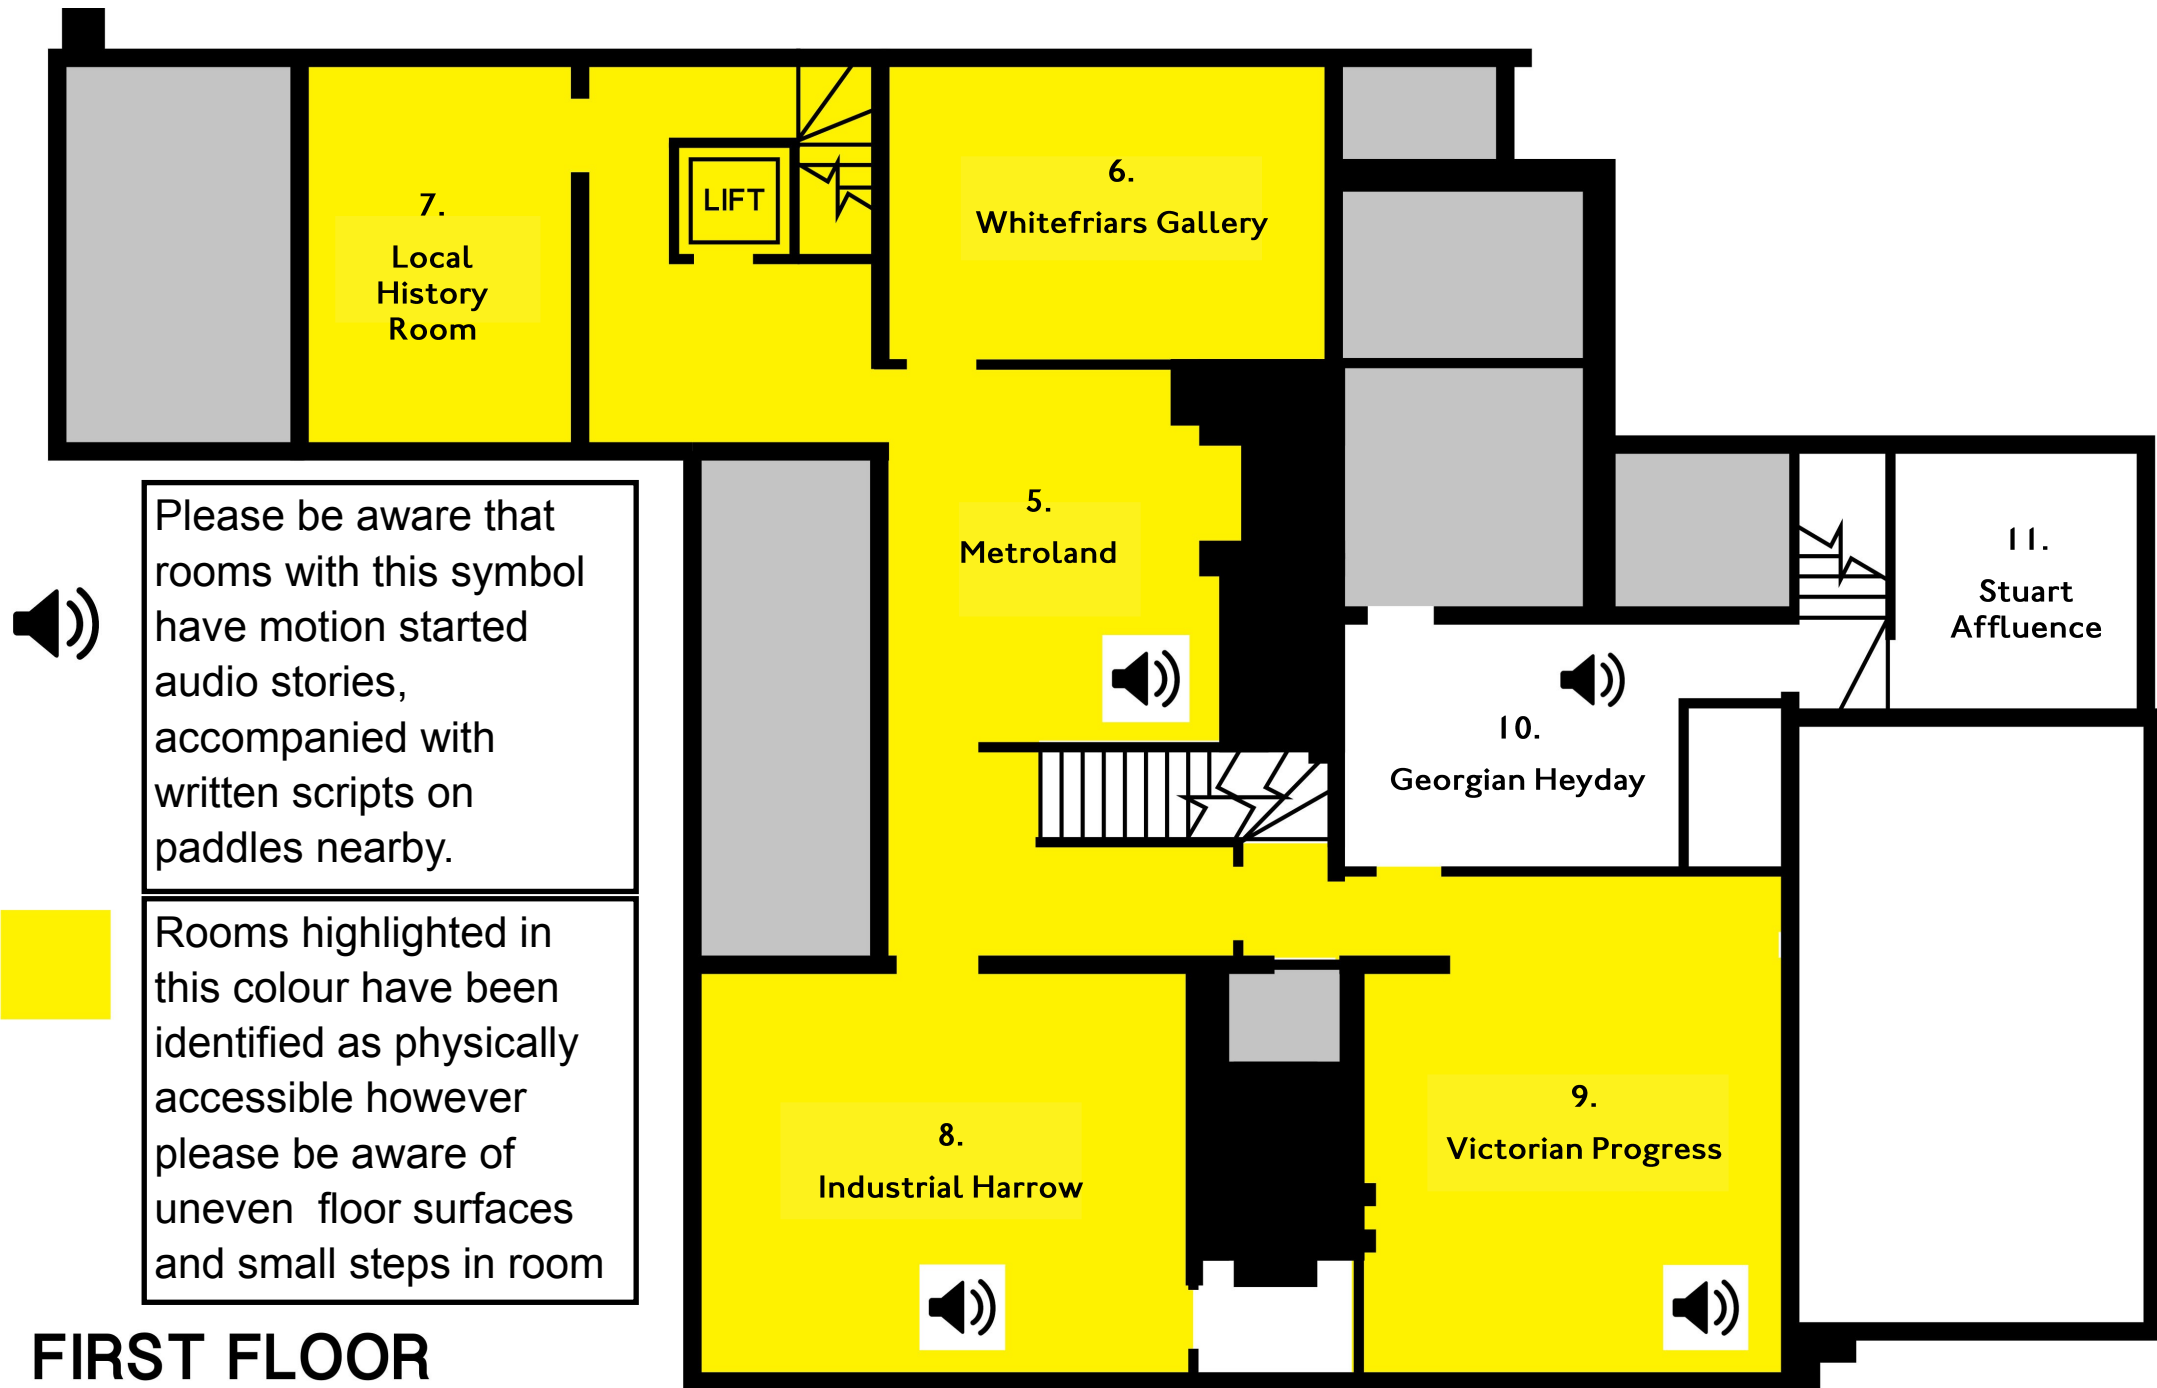 7.
Local
History
Room
LIFT
6.
Whitefriars Gallery
5.
Metroland
11.
Stuart
Affluence
10.
Georgian Heyday
Please be aware that
rooms with this symbol
have motion started
audio stories,
accompanied with
written scripts on
paddles nearby.
Rooms highlighted in
this colour have been
identified as physically
accessible however
please be aware of
uneven  floor surfaces
and small steps in room
8.
Industrial Harrow
9.
Victorian Progress
FIRST FLOOR